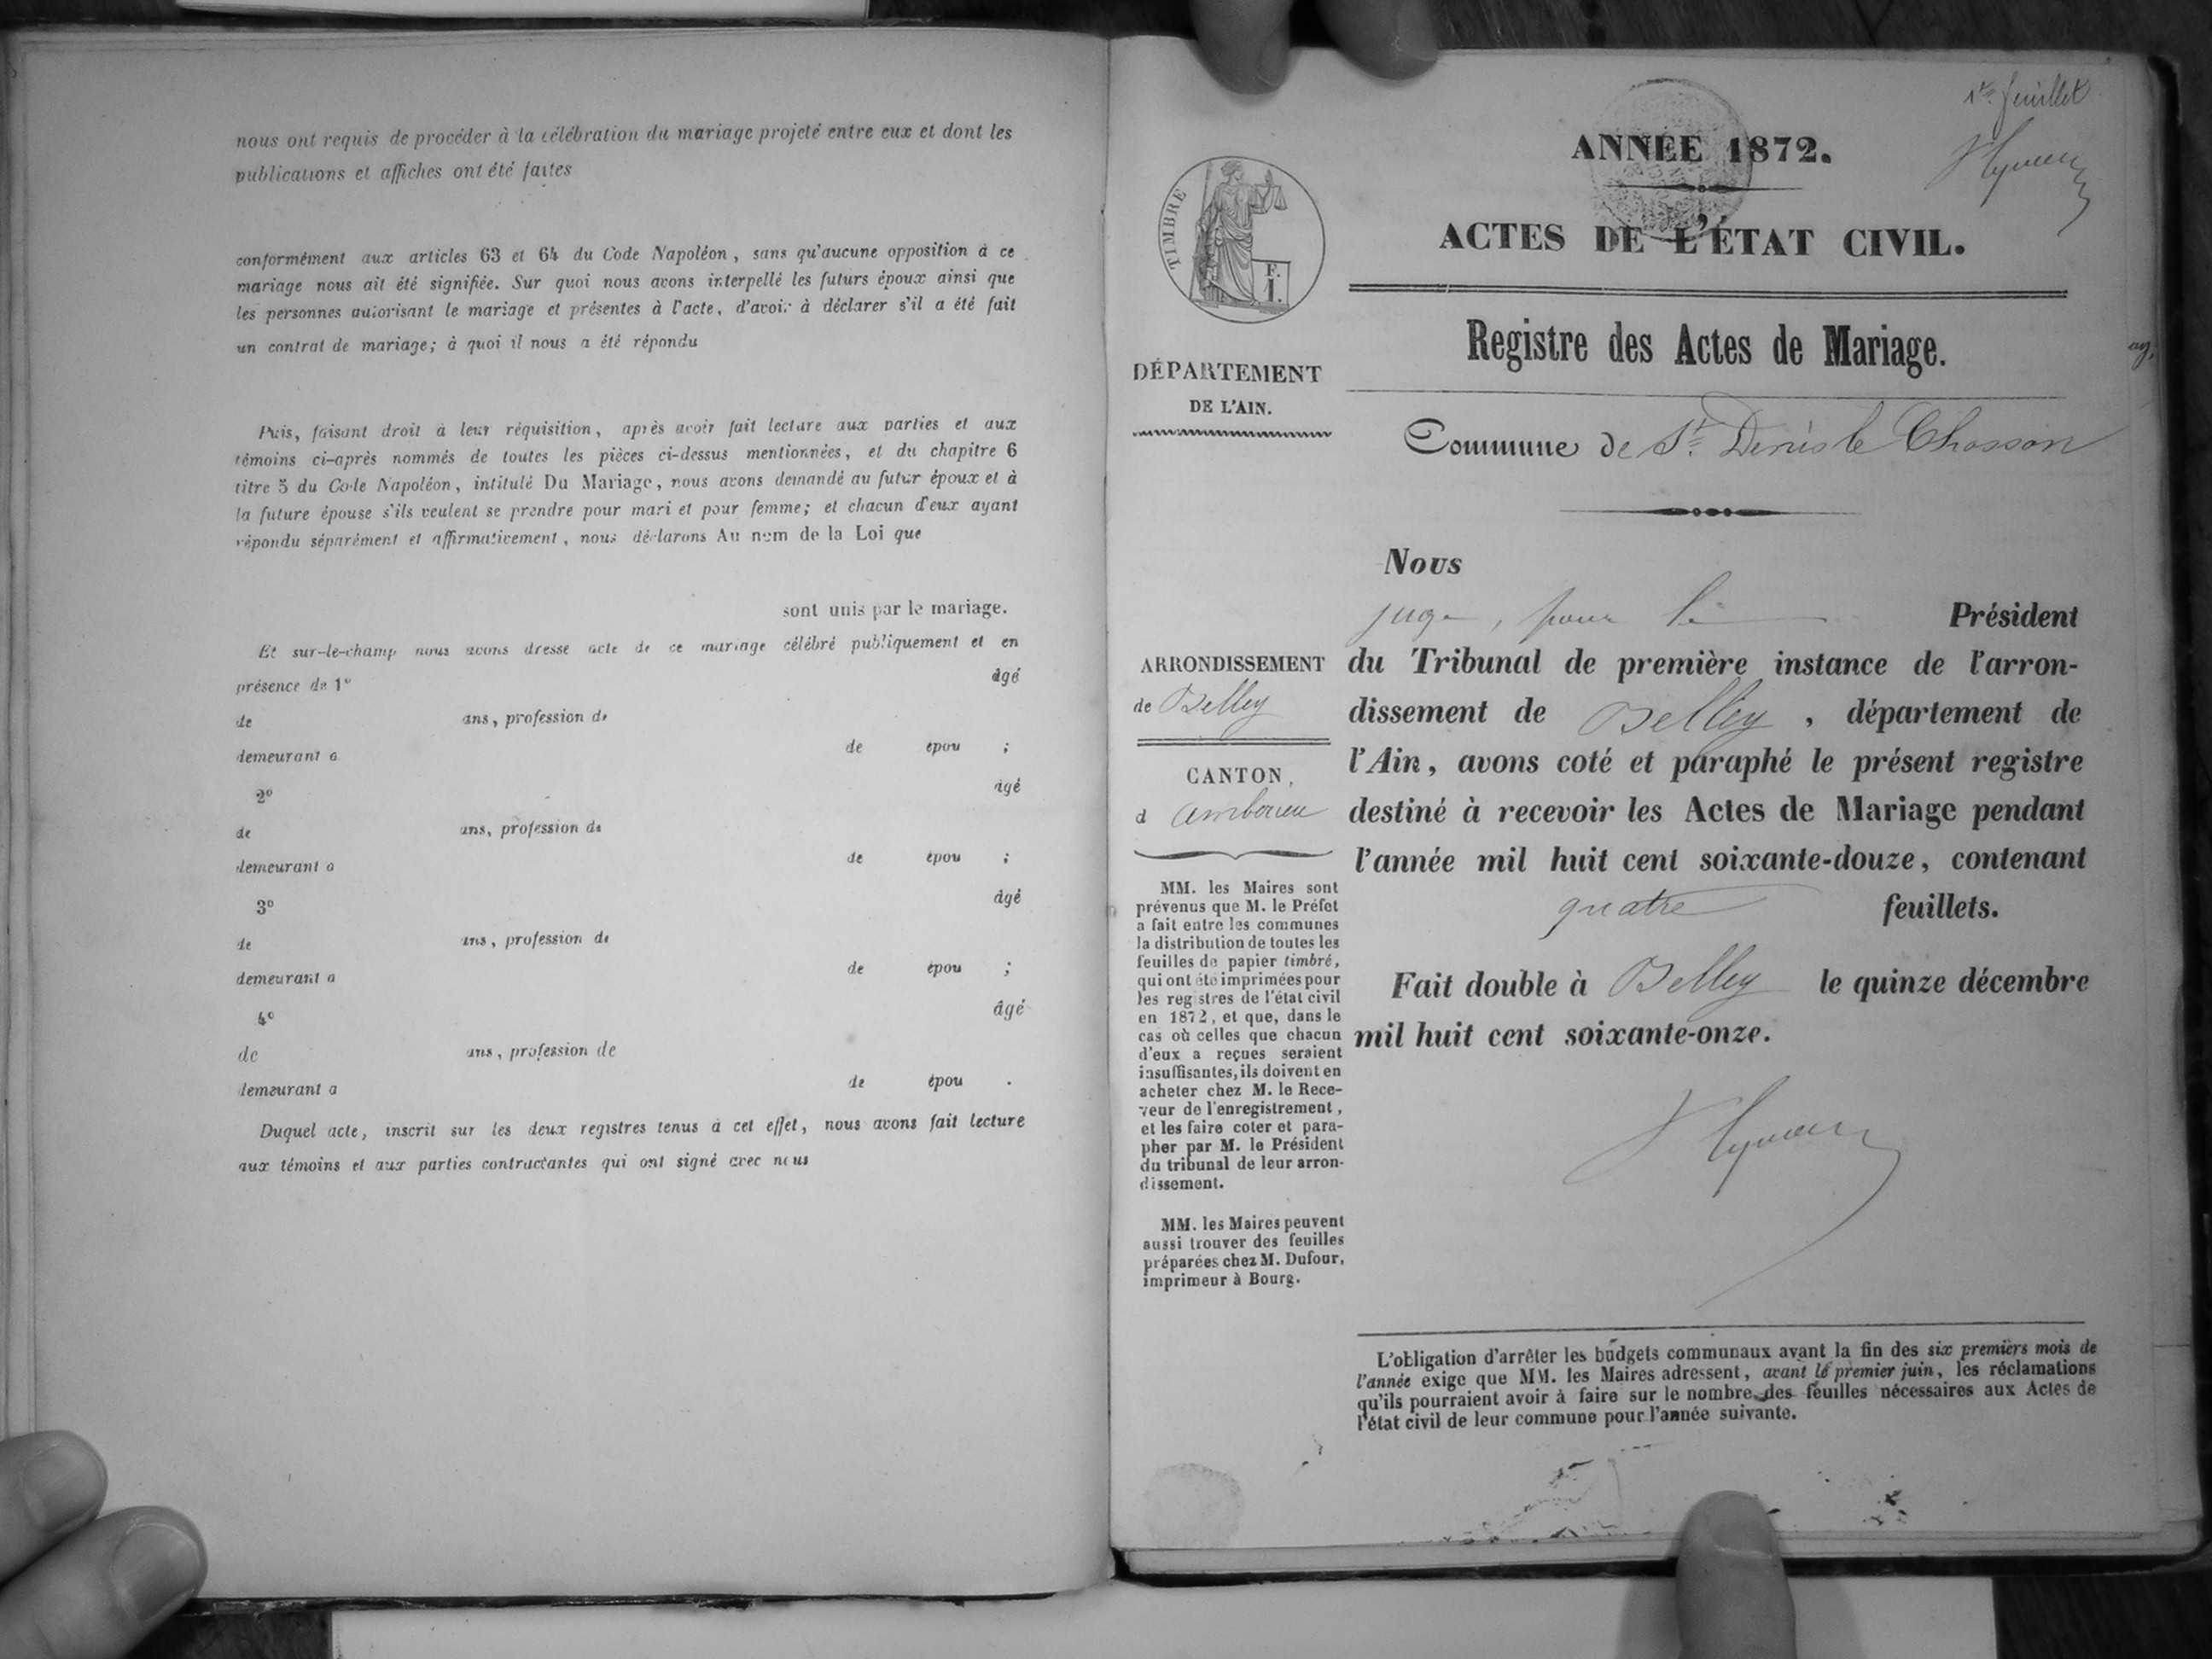 nous ont requis de procéder à la célébration du mariage projeté entre eux et dont les
publications et affiches ont été faites
conformément aux articles 63 et 64 du Code Napoléon, sans qu'aucune opposition à ce
mariage nous ait été signifiée. Sur quoi nous avons interpellé les futurs époux ainsi que
les personnes autorisant le mariage et présentes à l'acte, d'avoir à déclarer s'il a été fait
un contrat de mariage; à quoi il nous a été répondu
Puis, faisant droit à leur réquisition, après avoir fait lecture aux parties et aux
témoins ci-après nommés de toutes les pièces ci-dessus mentionnées, et du chapitre 6
titre 5 du Code Napoléon, intitulé Du Mariage, nous avons demandé au futur époux et à
la future épouse s'ils veulent se prendre pour mari et pour femme; et chacun d'eux ayant
répondu séparément et affirmativement, nous déclarons Au nom de la Loi que
sont unis par le mariage.
Et sur-le-champ nous avons dressé acte de ce mariage célébré publiquement et en
présence de 1° âgé
de ans, profession de
demeurant a de épou ;
2° âgé
de ans, profession de
demeurant a de épou ;
3° âgé
de ans, profession de
demeurant a de épou ;
4° âgé
de ans, profession de
demeurant a de épou .
Duquel acte, inscrit sur les deux registres tenus à cet effet, nous avons fait lecture
aux témoins et aux parties contractantes qui ont signé avec nous
1er feuillet
ANNÉE 1872.
ACTES DE L'ÉTAT CIVIL.
Registre des Actes de Mariage.
Commune de St. Denis le Chosson
TIMBRE
F.
I.
DÉPARTEMENT
DE L'AIN.
ARRONDISSEMENT
de Belley
CANTON,
d ambérieu
MM. les Maires sont
prévenus que M. le Préfet
a fait entre les communes
la distribution de toutes les
feuilles de papier timbré,
qui ont été imprimées pour
les registres de l'état civil
en 1872, et que, dans le
cas où celles que chacun
d'eux a reçues seraient
insuffisantes, ils doivent en
acheter chez M. le Rece-
veur de l'enregistrement,
et les faire coter et para-
pher par M. le Président
du tribunal de leur arron-
dissement.
MM. les Maires peuvent
aussi trouver des feuilles
préparées chez M. Dufour,
imprimeur à Bourg.
Nous
juge, pour le Président
du Tribunal de première instance de l'arron-
dissement de Belley, département de
l'Ain, avons coté et paraphé le présent registre
destiné à recevoir les Actes de Mariage pendant
l'année mil huit cent soixante-douze, contenant
quatre feuillets.
Fait double à Belley le quinze décembre
mil huit cent soixante-onze.
L'obligation d'arrêter les budgets communaux avant la fin des six premiers mois de
l'année exige que MM. les Maires adressent, avant le premier juin, les réclamations
qu'ils pourraient avoir à faire sur le nombre des feuilles nécessaires aux Actes de
l'état civil de leur commune pour l'année suivante.